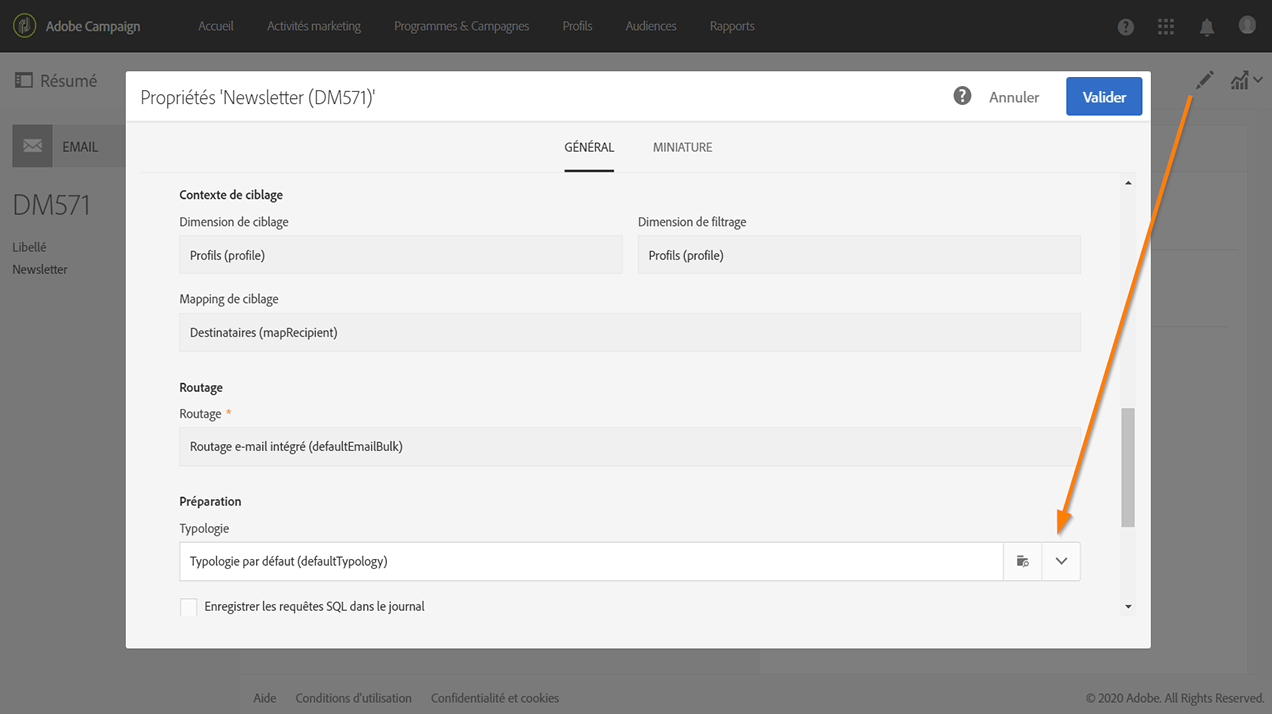 Adobe Campaign
Accueil
Activités marketing
Programmes & Campagnes
Profils
Audiences
Rapports
Résumé
Propriétés 'Newsletter (DM571)'
Annuler
Valider
EMAIL
GÉNÉRAL
MINIATURE
DM571
Libellé
Newsletter
Contexte de ciblage
Dimension de ciblage
Dimension de filtrage
Profils (profile)
Profils (profile)
Mapping de ciblage
Destinataires (mapRecipient)
Routage
Routage *
Routage e-mail intégré (defaultEmailBulk)
Préparation
Typologie
Typologie par défaut (defaultTypology)
Enregistrer les requêtes SQL dans le journal
Aide
Conditions d'utilisation
Confidentialité et cookies
© 2020 Adobe. All Rights Reserved.